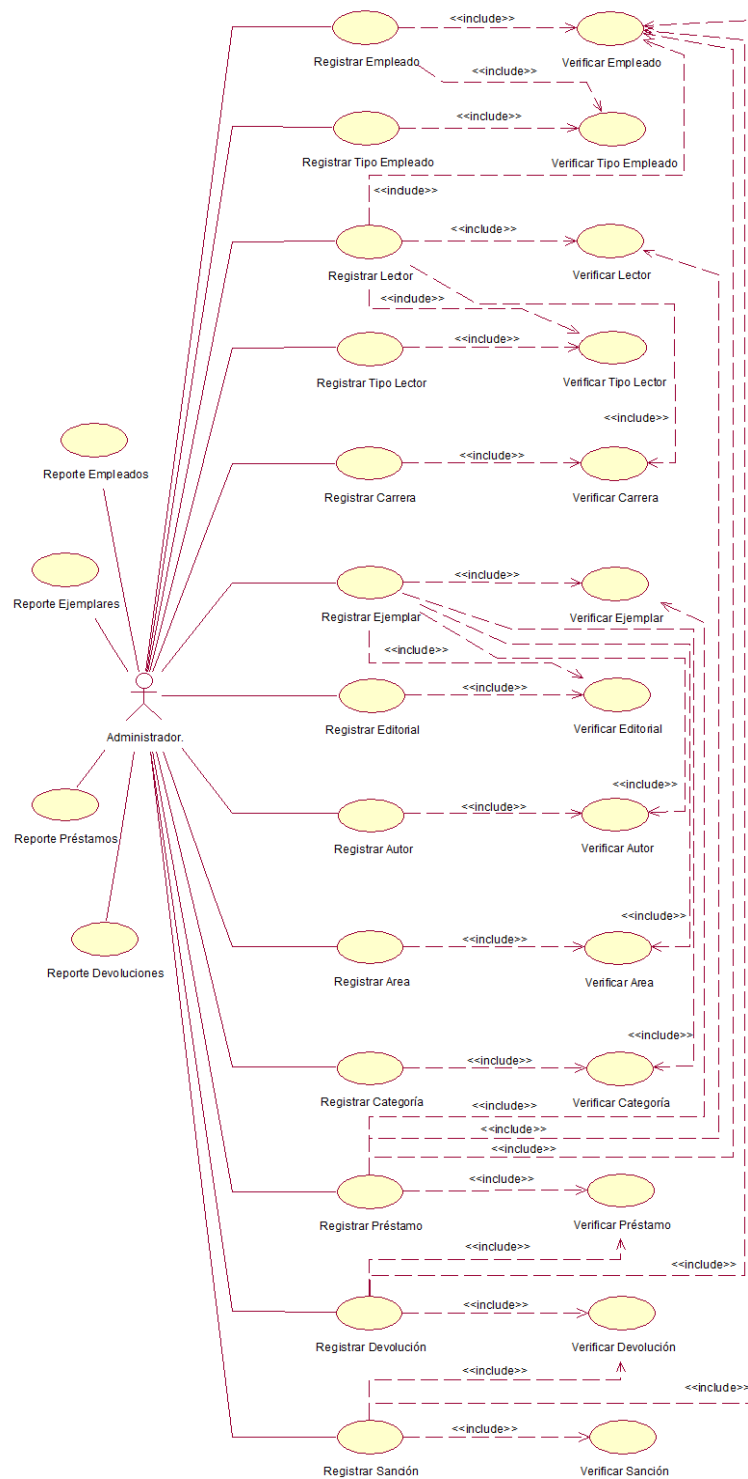 <<include>>
Registrar Empleado
Verificar Empleado
<<include>>
Registrar Tipo Empleado
<<include>>
Verificar Tipo Empleado
<<include>>
Registrar Lector
<<include>>
Verificar Lector
<<include>>
Registrar Tipo Lector
<<include>>
Verificar Tipo Lector
<<include>>
Reporte Empleados
Registrar Carrera
<<include>>
Verificar Carrera
Reporte Ejemplares
Registrar Ejemplar
<<include>>
Verificar Ejemplar
<<include>>
Administrador.
Registrar Editorial
<<include>>
Verificar Editorial
<<include>>
Reporte Préstamos
Registrar Autor
<<include>>
Verificar Autor
<<include>>
Reporte Devoluciones
Registrar Area
<<include>>
Verificar Area
<<include>>
Registrar Categoría
<<include>>
Verificar Categoría
<<include>>
<<include>>
<<include>>
Registrar Préstamo
<<include>>
Verificar Préstamo
<<include>>
<<include>>
Registrar Devolución
<<include>>
Verificar Devolución
<<include>>
<<include>>
Registrar Sanción
<<include>>
Verificar Sanción